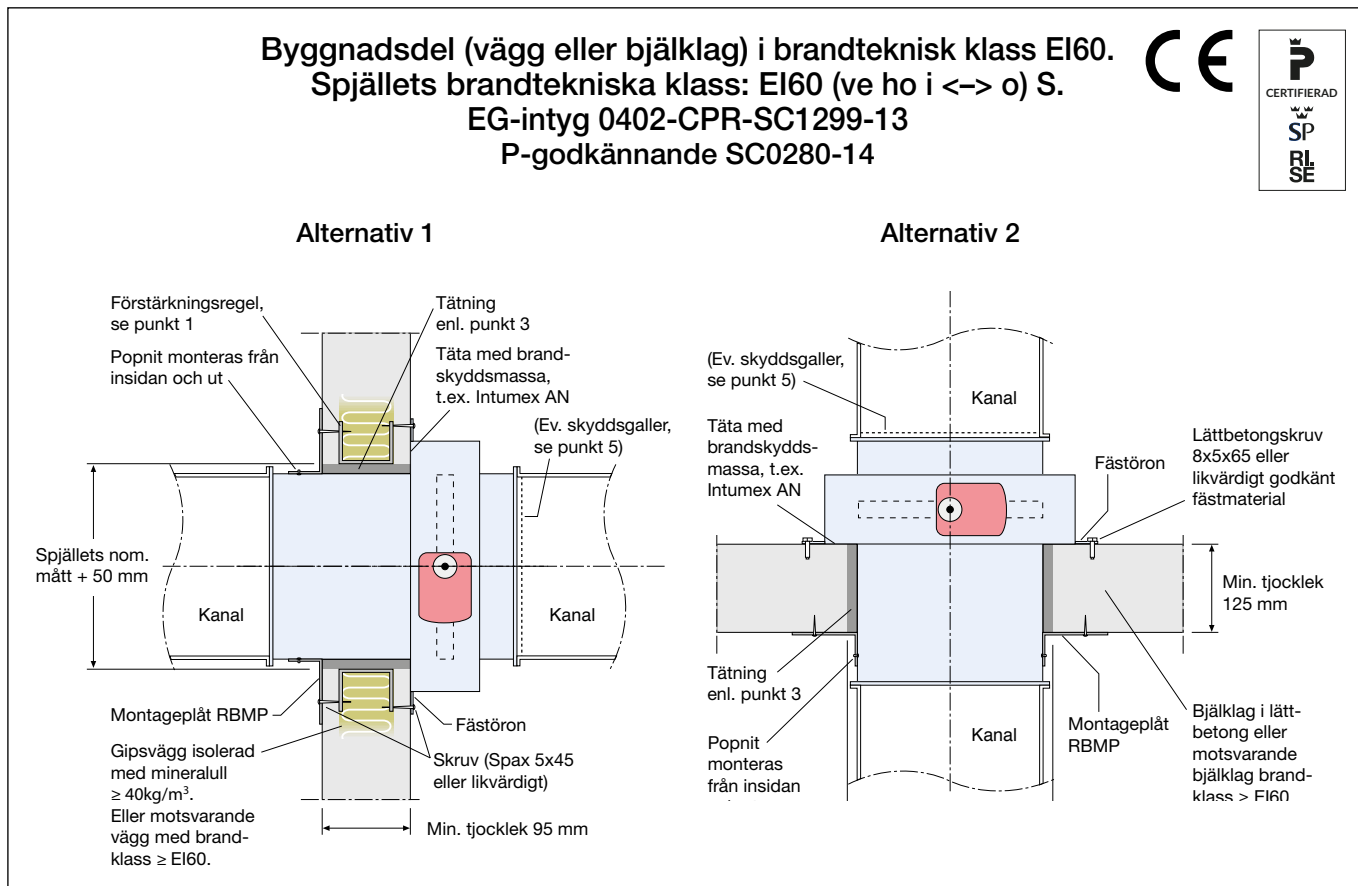 Byggnadsdel (vägg eller bjälklag) i brandteknisk klass EI60.
Spjällets brandtekniska klass: EI60 (ve ho i <–> o) S.
EG-intyg 0402-CPR-SC1299-13
P-godkännande SC0280-14
CE
P
CERTIFIERAD
SP
RI.
SE
Alternativ 1
Förstärkningsregel,
se punkt 1
Popnit monteras från
insidan och ut
Tätning
enl. punkt 3
Täta med brand-
skyddsmassa,
t.ex. Intumex AN
(Ev. skyddsgaller,
se punkt 5)
Spjällets nom.
mått + 50 mm
Kanal
Kanal
Montageplåt RBMP
Gipsvägg isolerad
med mineralull
≥ 40kg/m³.
Eller motsvarande
vägg med brand-
klass ≥ EI60.
Fästöron
Skruv (Spax 5x45
eller likvärdigt)
Min. tjocklek 95 mm
Alternativ 2
(Ev. skyddsgaller,
se punkt 5)
Kanal
Täta med
brandskydds-
massa, t.ex.
Intumex AN
Fästöron
Lättbetongskruv
8x5x65 eller
likvärdigt godkänt
fästmaterial
Min. tjocklek
125 mm
Tätning
enl. punkt 3
Popnit
monteras
från insidan
Kanal
Montageplåt
RBMP
Bjälklag i lätt-
betong eller
motsvarande
bjälklag brand-
klass ≥ EI60